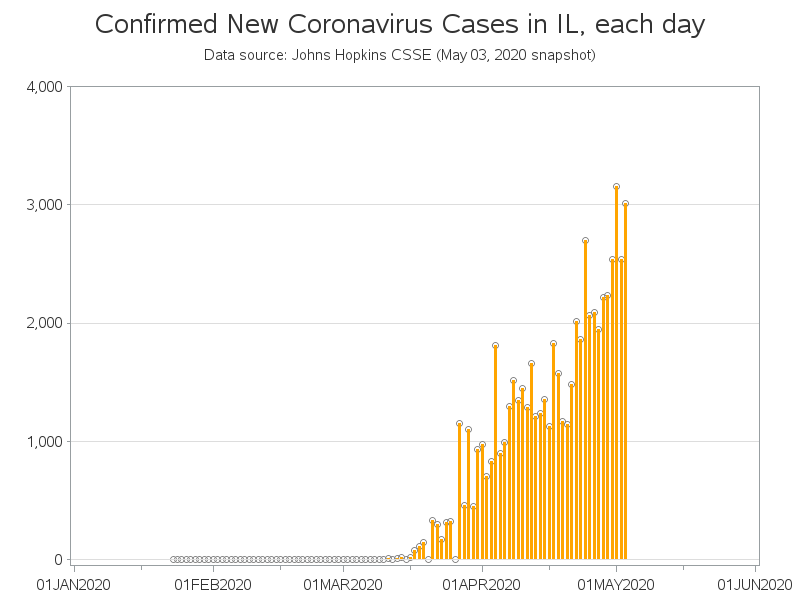 Confirmed New Coronavirus Cases in IL, each day
Data source: Johns Hopkins CSSE (May 03, 2020 snapshot)
4,000
3,000
2,000
1,000
0
01JAN2020 01FEB2020 01MAR2020 01APR2020 01MAY2020 01JUN2020